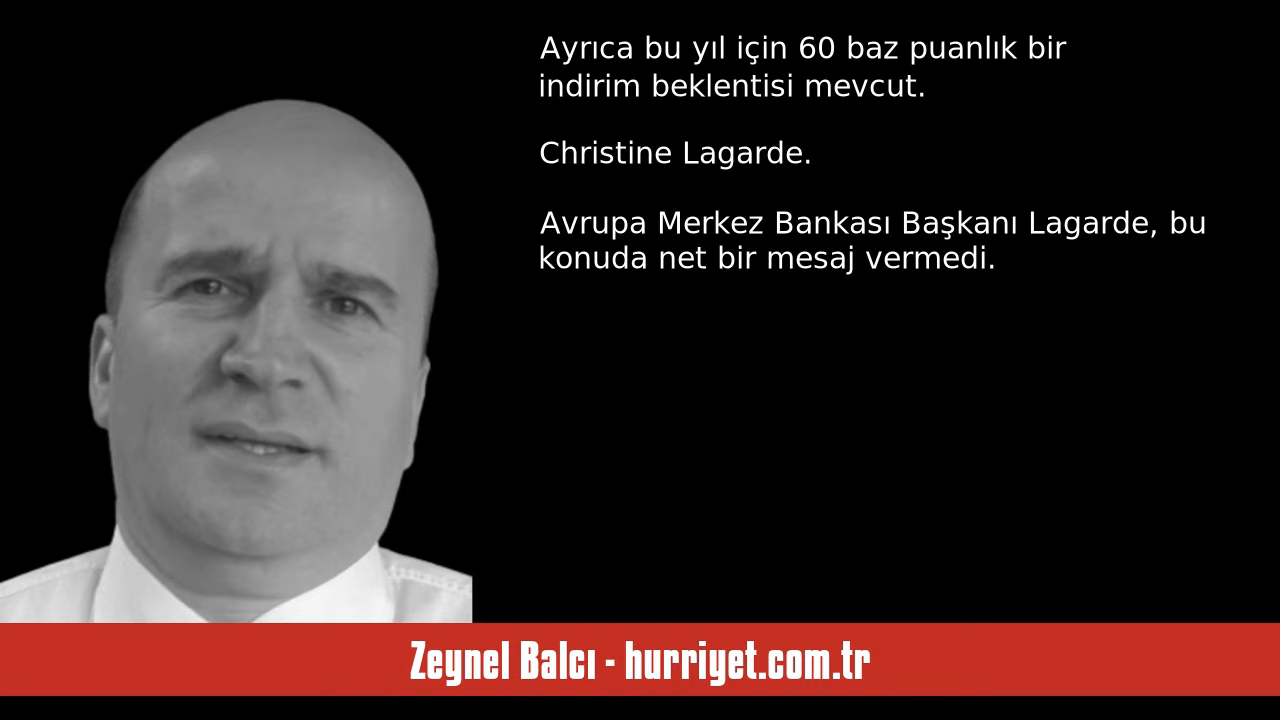 Ayrıca bu yıl için 60 baz puanlık bir
indirim beklentisi mevcut.
Christine Lagarde.
Avrupa Merkez Bankası Başkanı Lagarde, bu
konuda net bir mesaj vermedi.
Zeynel Balcı - hurriyet.com.tr